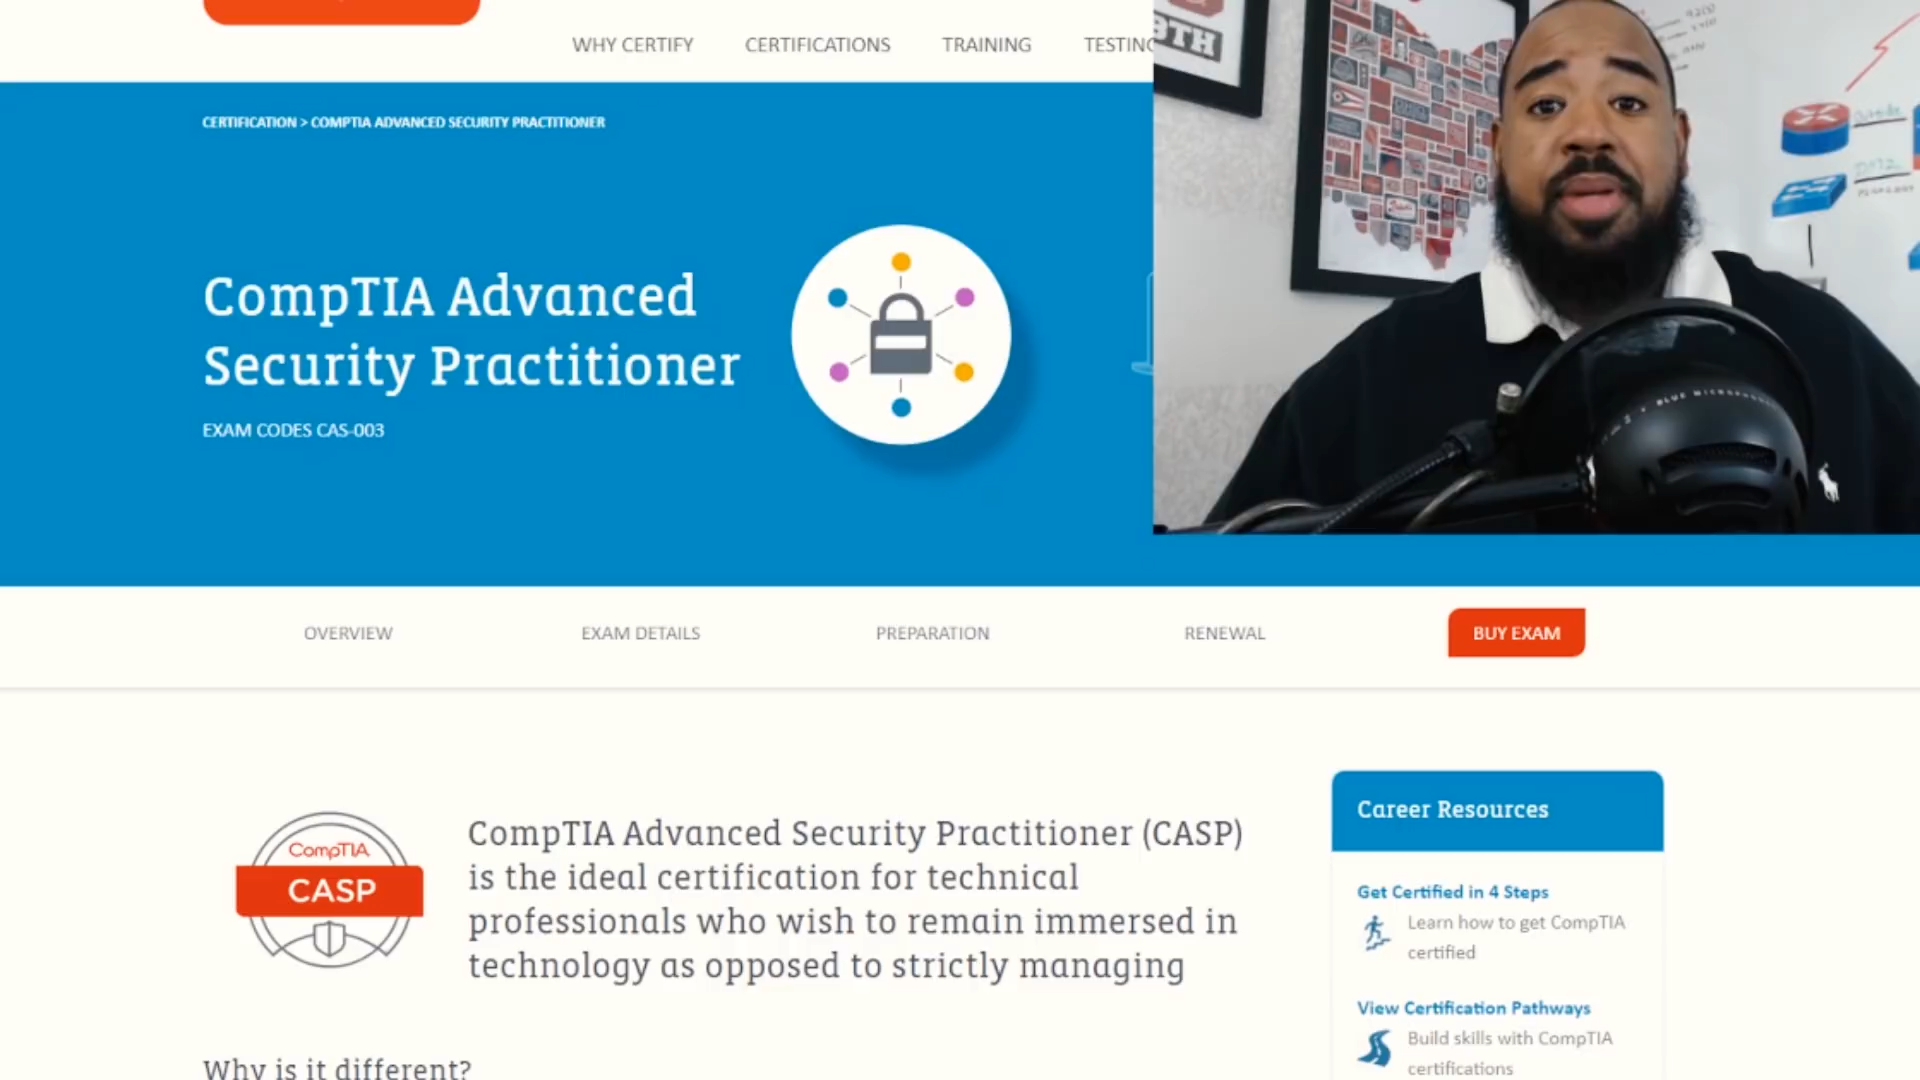 WHY CERTIFY
CERTIFICATIONS
TRAINING
TESTING
CERTIFICATION > COMPTIA ADVANCED SECURITY PRACTITIONER
CompTIA Advanced
Security Practitioner
EXAM CODES CAS-003
OVERVIEW
EXAM DETAILS
PREPARATION
RENEWAL
BUY EXAM
CompTIA
CASP
CompTIA Advanced Security Practitioner (CASP)
is the ideal certification for technical
professionals who wish to remain immersed in
technology as opposed to strictly managing
Why is it different?
Career Resources
Get Certified in 4 Steps
Learn how to get CompTIA
certified
View Certification Pathways
Build skills with CompTIA
certifications